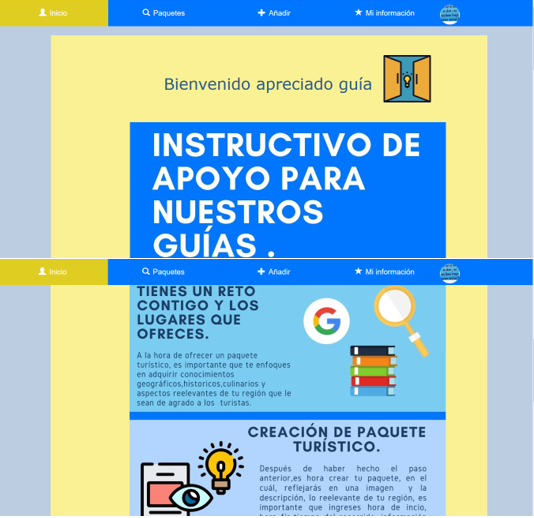 Inicio Paquetes Añadir Mi información
Bienvenido apreciado guía
INSTRUCTIVO DE
APOYO PARA
NUESTROS
GUÍAS .
Inicio Paquetes Añadir Mi información
TIENES UN RETO
CONTIGO Y LOS
LUGARES QUE
OFRECES.
A la hora de ofrecer un paquete
turístico, es importante que te enfoques
en adquirir conocimientos
geográficos,historicos,culinarios y
aspectos reelevantes de tu región que le
sean de agrado a los turistas.
CREACIÓN DE PAQUETE
TURÍSTICO.
Después de haber hecho el paso
anterior,es hora crear tu paquete, en el
cuál, reflejarás en una imagen y la
descripción, lo reelevante de tu región, es
importante que ingreses hora de incio,